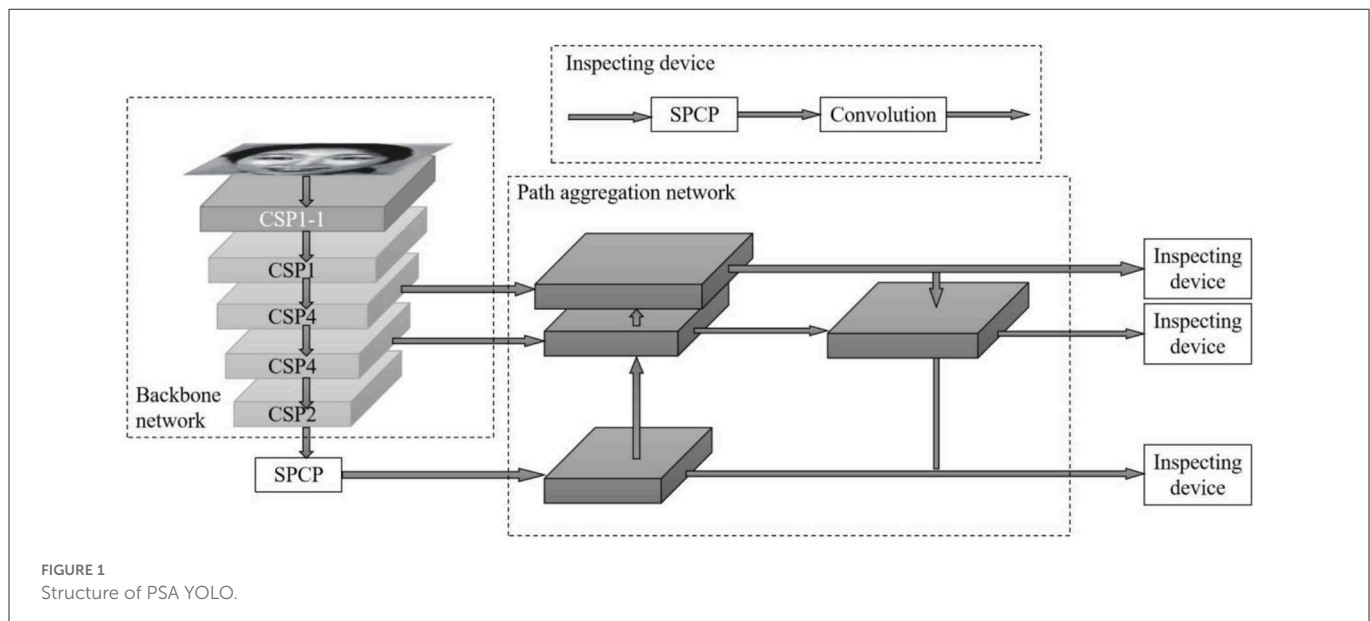 Inspecting device
SPCP
Convolution
CSP1-1
CSP1
CSP4
CSP4
CSP2
Backbone
network
SPCP
Path aggregation network
Inspecting
device
Inspecting
device
Inspecting
device
FIGURE 1
Structure of PSA YOLO.